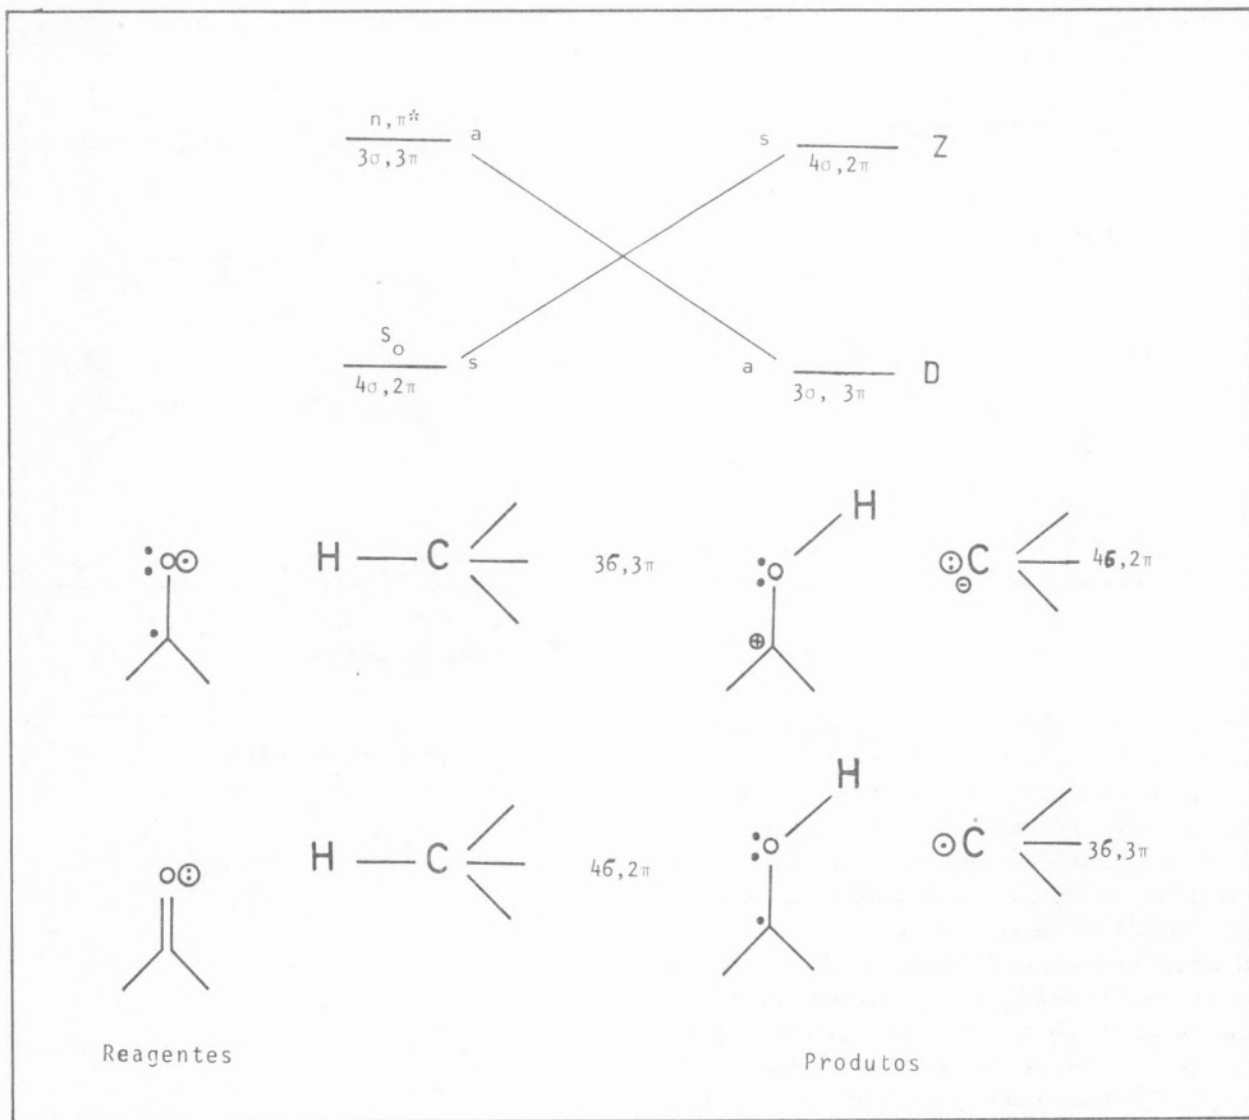 n,π* a s Z
3σ,3π 4σ,2π
S₀ s a D
4σ,2π 3σ, 3π
H
O H — C 3σ,3π O C 4σ,2π
⊕ ⊖
H
O H — C 4σ,2π O C 3σ,3π
Reagentes Produtos